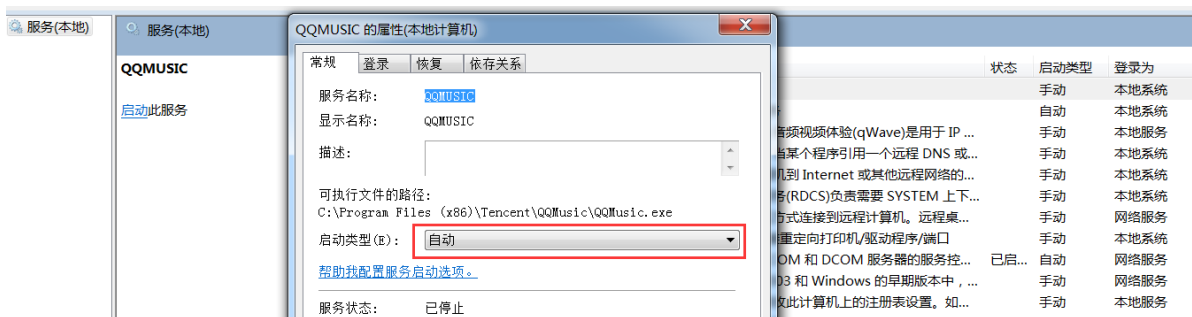 服务(本地)
服务(本地)
QQMUSIC
启动此服务
QQMUSIC 的属性(本地计算机)
常规 登录 恢复 依存关系
服务名称: QQMUSIC
显示名称: QQMUSIC
描述:
可执行文件的路径:
C:\Program Files (x86)\Tencent\QQMusic\QQMusic.exe
启动类型(E): 自动
帮助我配置服务启动选项。
服务状态: 已停止
状态 启动类型 登录为
手动 本地系统
自动 本地系统
音频视频体验(qWave)是用于 IP ... 手动 本地服务
当某个程序引用一个远程 DNS 或... 手动 本地系统
机到 Internet 或其他远程网络的... 手动 本地系统
(RDCS)负责需要 SYSTEM 上下... 手动 本地系统
方式连接到远程计算机。远程桌... 手动 网络服务
重定向打印机/驱动程序/端口 手动 本地系统
OM 和 DCOM 服务器的服务控... 已启... 自动 网络服务
03 和 Windows 的早期版本中，... 手动 网络服务
改此计算机上的注册表设置。如... 手动 本地服务